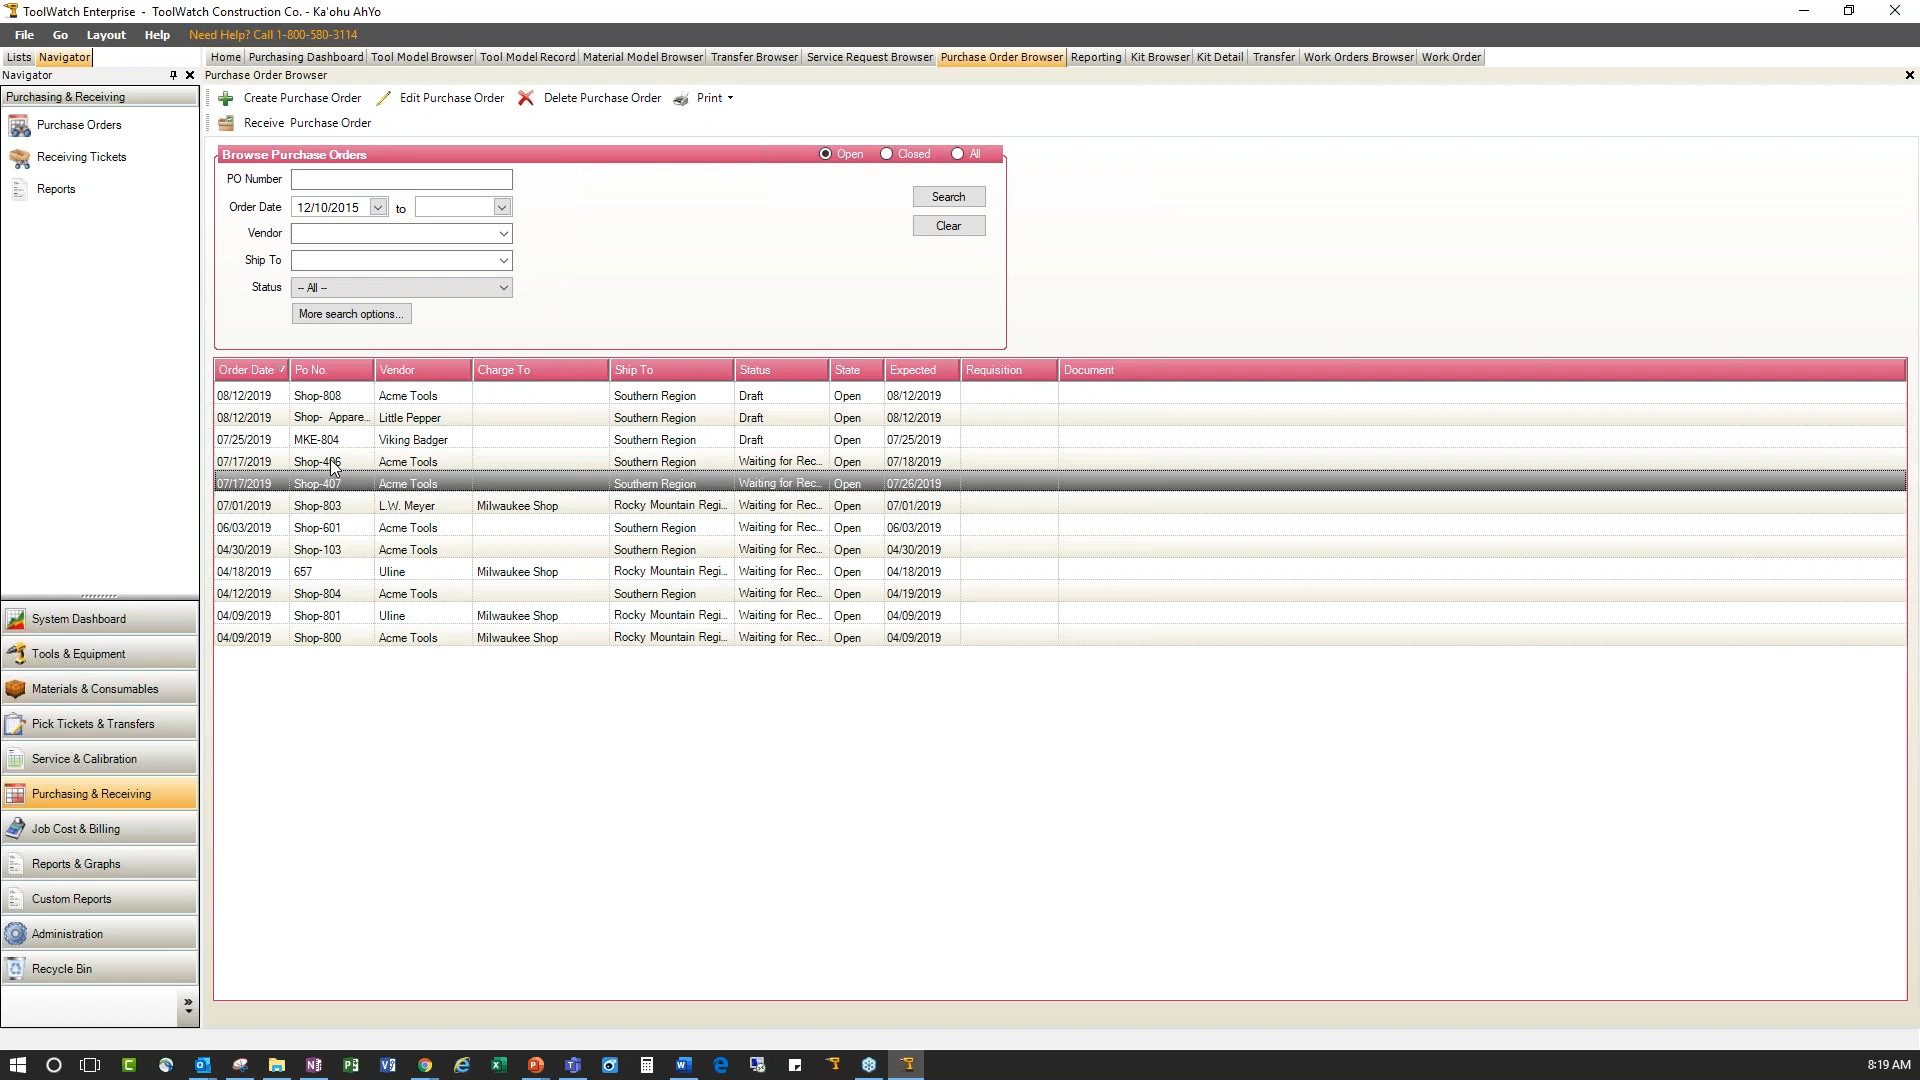 ToolWatch Enterprise - ToolWatch Construction Co. - Ka'ohu AhYo
File Go Layout Help Need Help? Call 1-800-580-3114
Lists Navigator Home Purchasing Dashboard Tool Model Browser Tool Model Record Material Model Browser Transfer Browser Service Request Browser Purchase Order Browser Reporting Kit Browser Kit Detail Transfer Work Orders Browser Work Order
Navigator Purchase Order Browser
Purchasing & Receiving
Create Purchase Order Edit Purchase Order Delete Purchase Order Print
Receive Purchase Order
Purchase Orders
Receiving Tickets
Reports
Browse Purchase Orders Open Closed All
PO Number
Order Date 12/10/2015 to
Vendor
Ship To
Status -- All --
More search options...
Search
Clear
Order Date Po No. Vendor Charge To Ship To Status State Expected Requisition Document
08/12/2019 Shop-808 Acme Tools Southern Region Draft Open 08/12/2019
08/12/2019 Shop- Appare... Little Pepper Southern Region Draft Open 08/12/2019
07/25/2019 MKE-804 Viking Badger Southern Region Draft Open 07/25/2019
07/17/2019 Acme Tools Southern Region Waiting for Rec... Open 07/18/2019
07/17/2019 Shop-407 Acme Tools Southern Region Waiting for Rec... Open 07/26/2019
07/01/2019 Shop-803 L.W. Meyer Milwaukee Shop Rocky Mountain Regi... Waiting for Rec... Open 07/01/2019
06/03/2019 Shop-601 Acme Tools Southern Region Waiting for Rec... Open 06/03/2019
04/30/2019 Shop-103 Acme Tools Southern Region Waiting for Rec... Open 04/30/2019
04/18/2019 657 Uline Milwaukee Shop Rocky Mountain Regi... Waiting for Rec... Open 04/18/2019
04/12/2019 Shop-804 Acme Tools Southern Region Waiting for Rec... Open 04/19/2019
04/09/2019 Shop-801 Uline Milwaukee Shop Rocky Mountain Regi... Waiting for Rec... Open 04/09/2019
04/09/2019 Shop-800 Acme Tools Milwaukee Shop Rocky Mountain Regi... Waiting for Rec... Open 04/09/2019
System Dashboard
Tools & Equipment
Materials & Consumables
Pick Tickets & Transfers
Service & Calibration
Purchasing & Receiving
Job Cost & Billing
Reports & Graphs
Custom Reports
Administration
Recycle Bin
8:19 AM